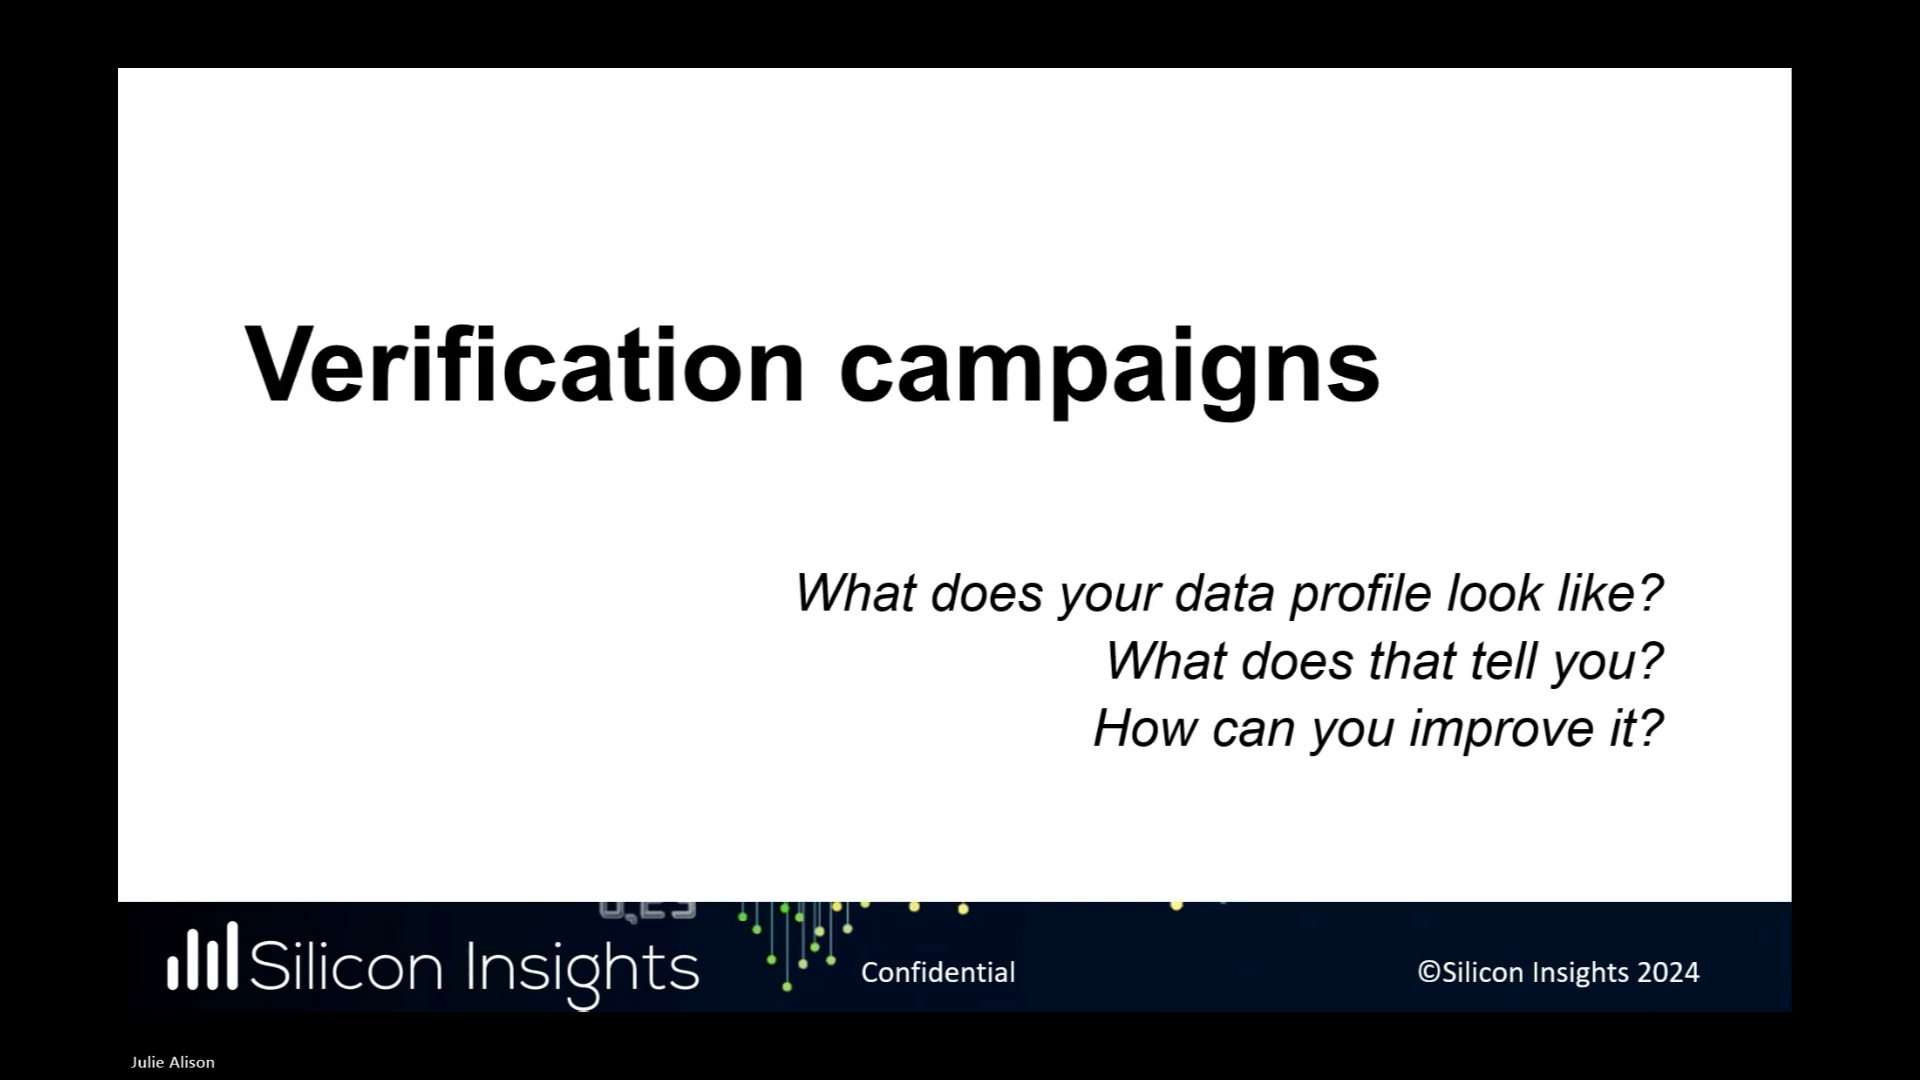 Verification campaigns
What does your data profile look like?
What does that tell you?
How can you improve it?
Silicon Insights
Confidential
©Silicon Insights 2024
Julie Alison